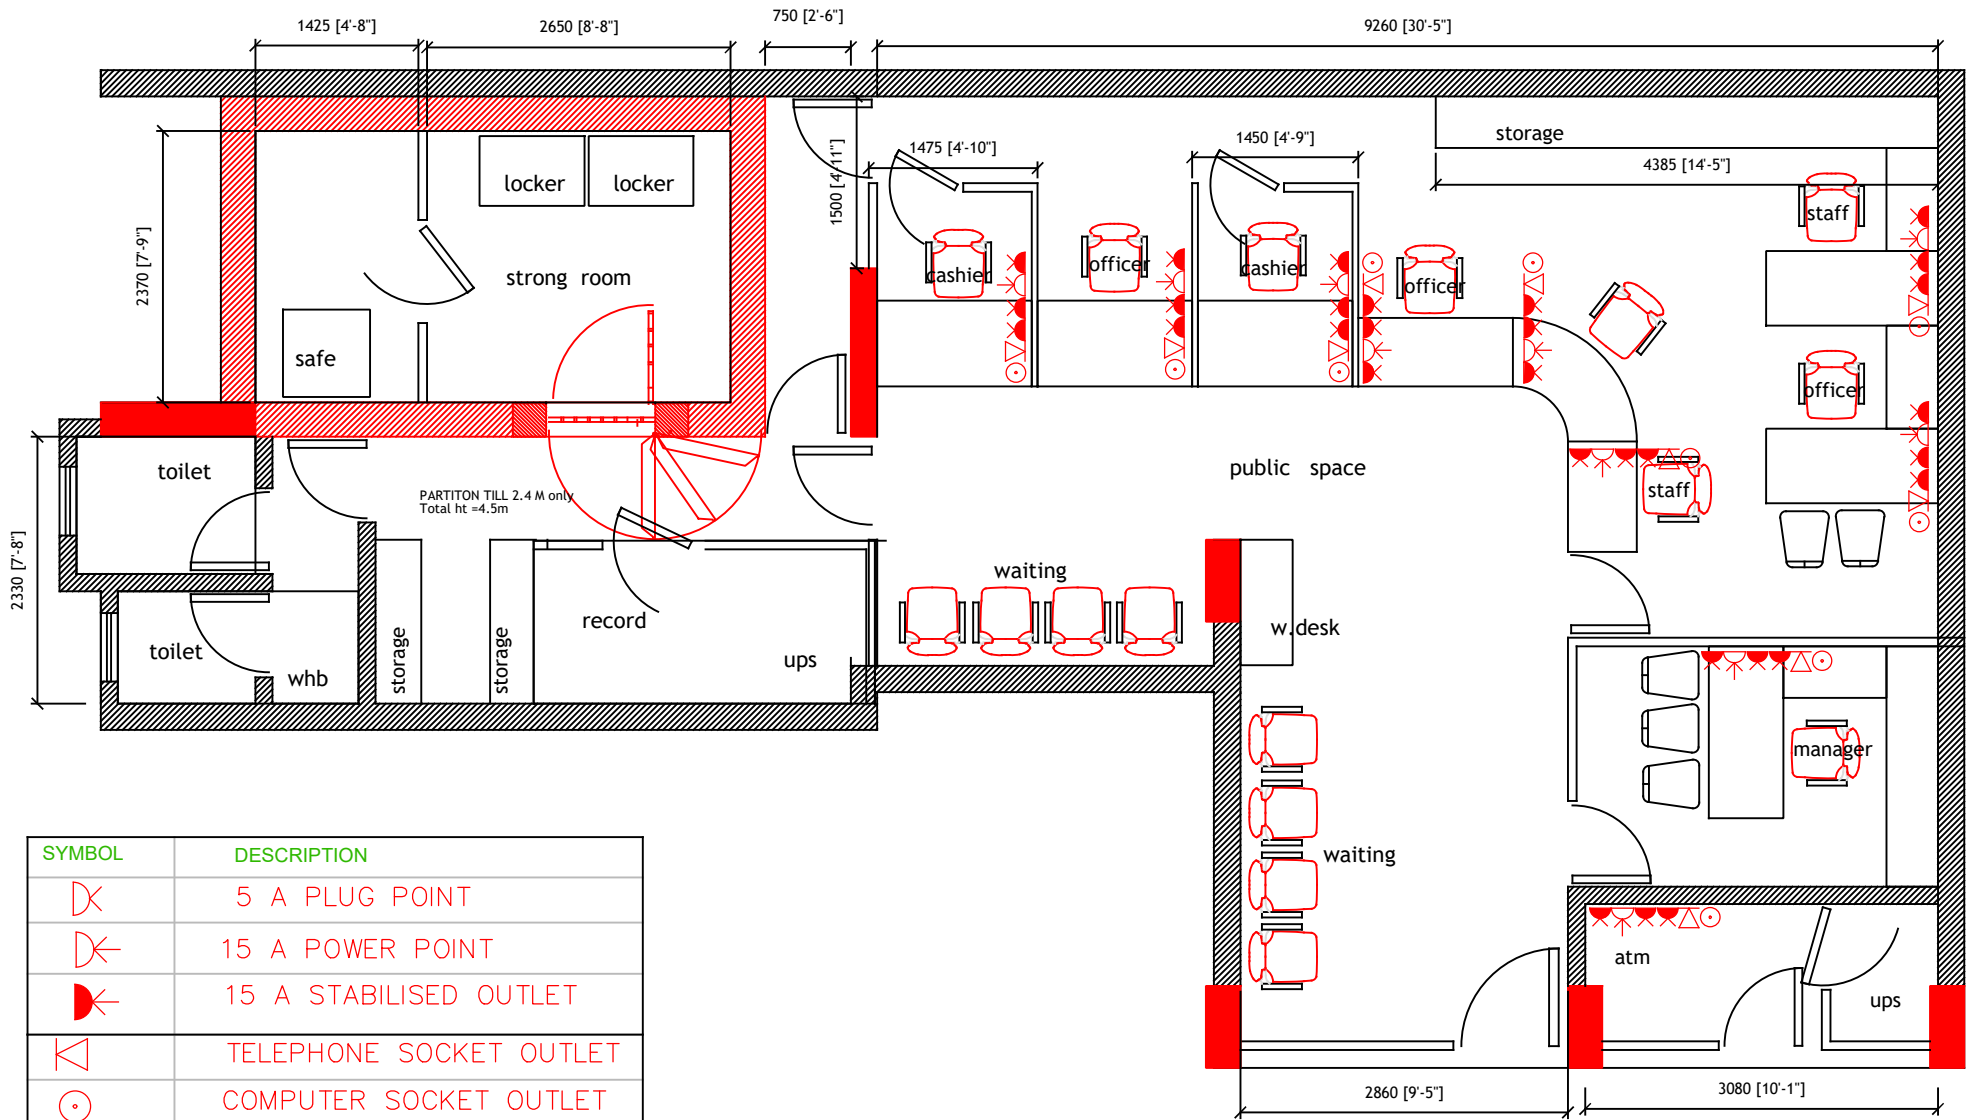 1425 [4'-8"]
2650 [8'-8"]
750 [2'-6"]
9260 [30'-5"]
1475 [4'-10"]
1450 [4'-9"]
storage
4385 [14'-5"]
1500 [4'-11"]
locker
locker
staff
2370 [7'-9"]
strong room
cashier
officer
cashier
officer
safe
officer
toilet
public space
PARTITON TILL 2.4 M only
Total ht =4.5m
staff
2330 [7'-8"]
waiting
record
w.desk
toilet
storage
storage
ups
whb
manager
waiting
SYMBOL DESCRIPTION
5 A PLUG POINT
15 A POWER POINT
15 A STABILISED OUTLET
TELEPHONE SOCKET OUTLET
COMPUTER SOCKET OUTLET
atm
ups
2860 [9'-5"]
3080 [10'-1"]